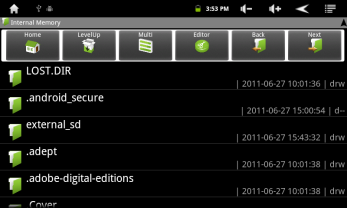 3:53 PM
Internal Memory
Home LevelUp Multi Editor Back Next
LOST.DIR
| 2011-06-27 10:01:36 | drw
.android_secure
| 2011-06-27 15:00:54 | d--
external_sd
| 2011-06-27 15:43:32 | drw
.adept
| 2011-06-27 10:01:38 | drw
.adobe-digital-editions
| 2011-06-27 10:01:38 | drw
Cover